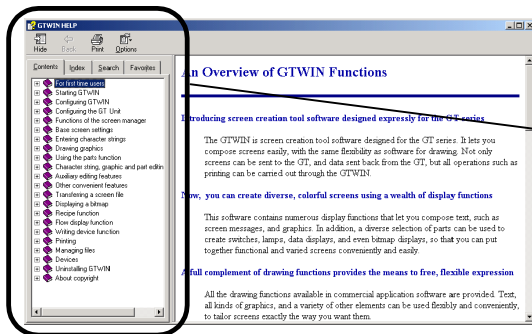 GTWIN HELP
Hide Back Print Options
Contents Index Search Favorites
For first time users
Starting GTWIN
Configuring GTWIN
Configuring the GT Unit
Functions of the screen manager
Base screen settings
Entering character strings
Drawing graphics
Using the parts function
Character string, graphic and part editin
Auxiliary editing features
Other convenient features
Transferring a screen file
Displaying a bitmap
Recipe function
Flow display function
Writing device function
Printing
Managing files
Devices
Uninstalling GTWIN
About copyright
An Overview of GTWIN Functions
Introducing screen creation tool software designed expressly for the GT series
The GTWIN is screen creation tool software designed for the GT series. It lets you
compose screens easily, with the same flexibility as software for drawing. Not only
screens can be sent to the GT, and data sent back from the GT, but all operations such as
printing can be carried out through the GTWIN.
Now, you can create diverse, colorful screens using a wealth of display functions
This software contains numerous display functions that let you compose text, such as
screen messages, and graphics. In addition, a diverse selection of parts can be used to
create switches, lamps, data displays, and even bitmap displays, so that you can put
together functional and varied screens conveniently and easily.
A full complement of drawing functions provides the means to free, flexible expression
All the drawing functions available in commercial application software are provided. Text,
all kinds of graphics, and a variety of other elements can be used flexibly and conveniently,
to tailor screens exactly the way you want them.